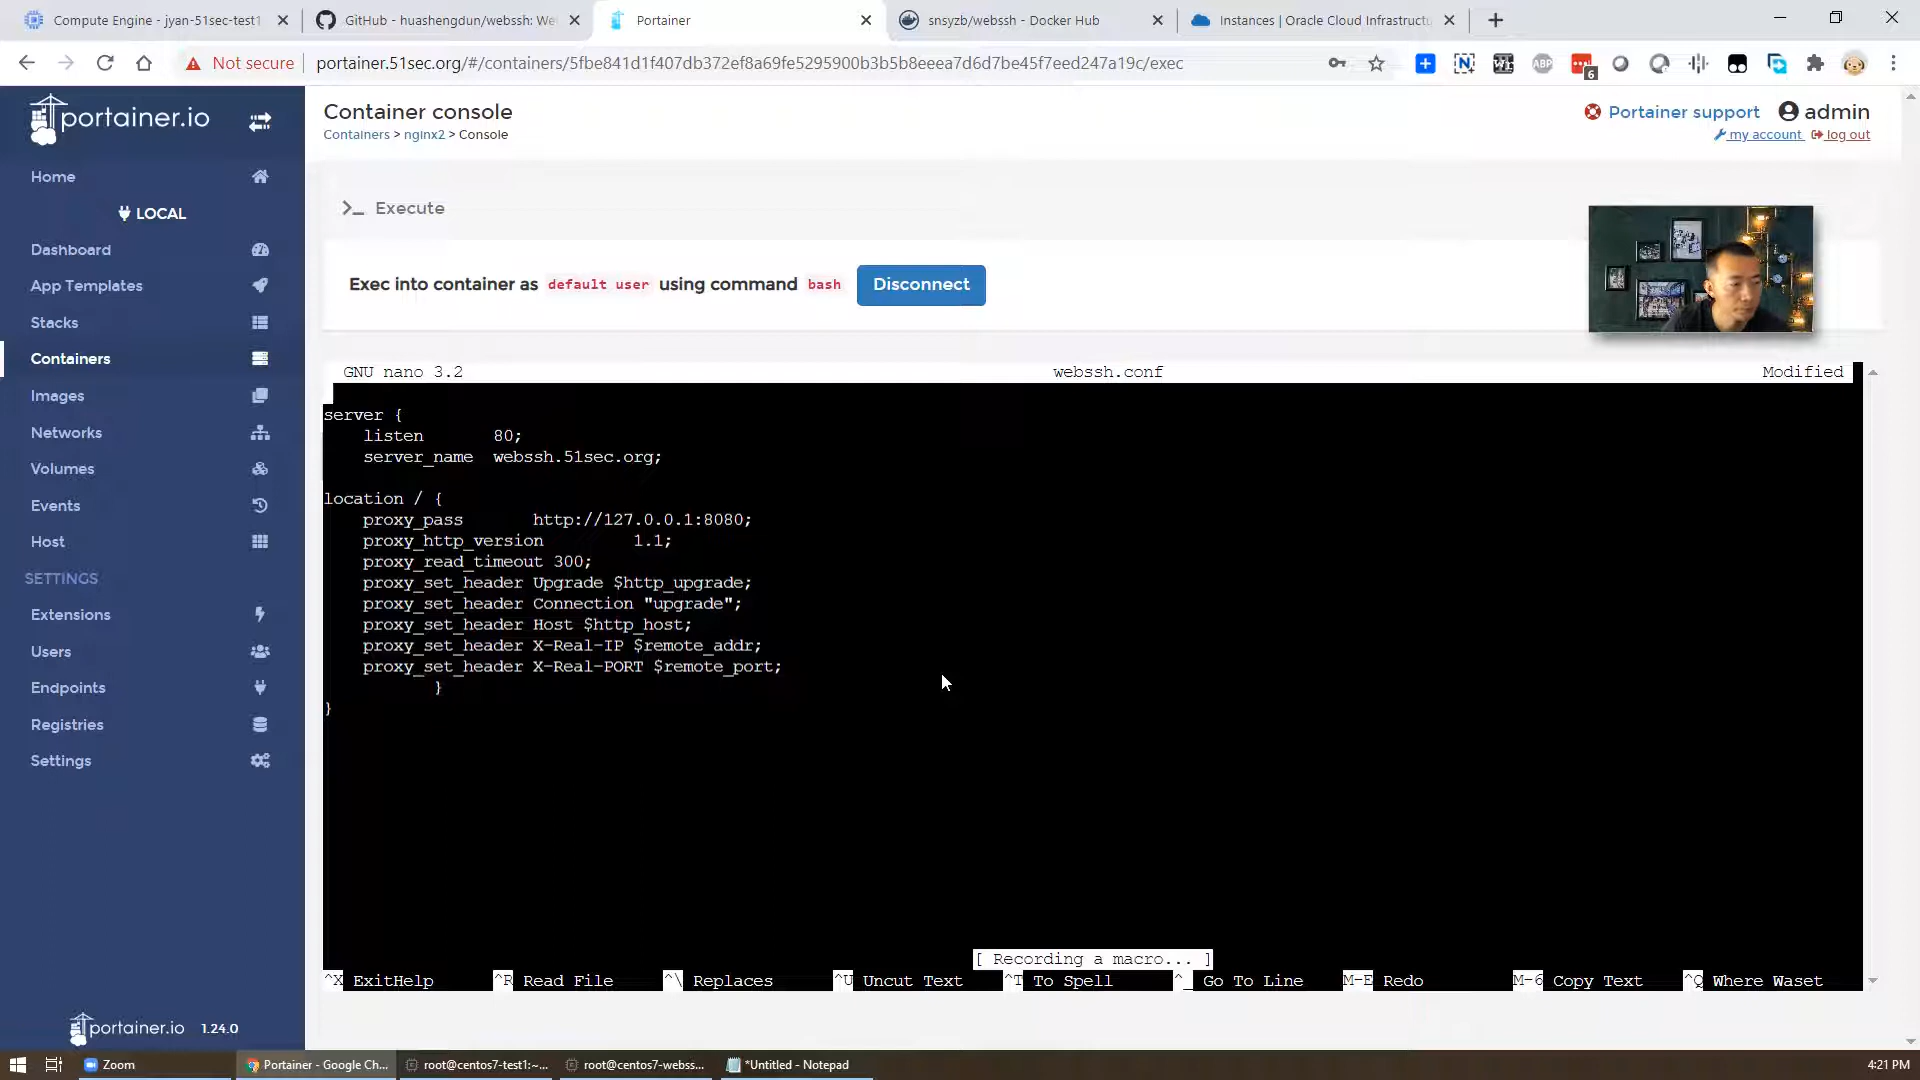 Compute Engine - jyan-51sec-test1
GitHub - huashengdun/webssh: We
Portainer
snsyzb/webssh - Docker Hub
Instances | Oracle Cloud Infrastructu
Not secure
portainer.51sec.org/#/containers/5fbe841d1f407db372ef8a69fe5295900b3b5b8eeea7d6d7be45f7eed247a19c/exec
ABP
6
portainer.io
Container console
Containers > nginx2 > Console
Portainer support
admin
my account
log out
Home
LOCAL
Dashboard
App Templates
Stacks
Containers
Images
Networks
Volumes
Events
Host
SETTINGS
Extensions
Users
Endpoints
Registries
Settings
portainer.io 1.24.0
>_ Execute
Exec into container as default user using command bash
Disconnect
GNU nano 3.2 webssh.conf Modified
server {
listen 80;
server_name webssh.51sec.org;
location / {
proxy_pass http://127.0.0.1:8080;
proxy_http_version 1.1;
proxy_read_timeout 300;
proxy_set_header Upgrade $http_upgrade;
proxy_set_header Connection "upgrade";
proxy_set_header Host $http_host;
proxy_set_header X-Real-IP $remote_addr;
proxy_set_header X-Real-PORT $remote_port;
}
}
[ Recording a macro... ]
^X ExitHelp ^R Read File ^\ Replaces ^U Uncut Text ^T To Spell ^_ Go To Line M-E Redo M-6 Copy Text ^Q Where Waset
Zoom
Portainer - Google Ch...
root@centos7-test1:~...
root@centos7-webss...
*Untitled - Notepad
4:21 PM